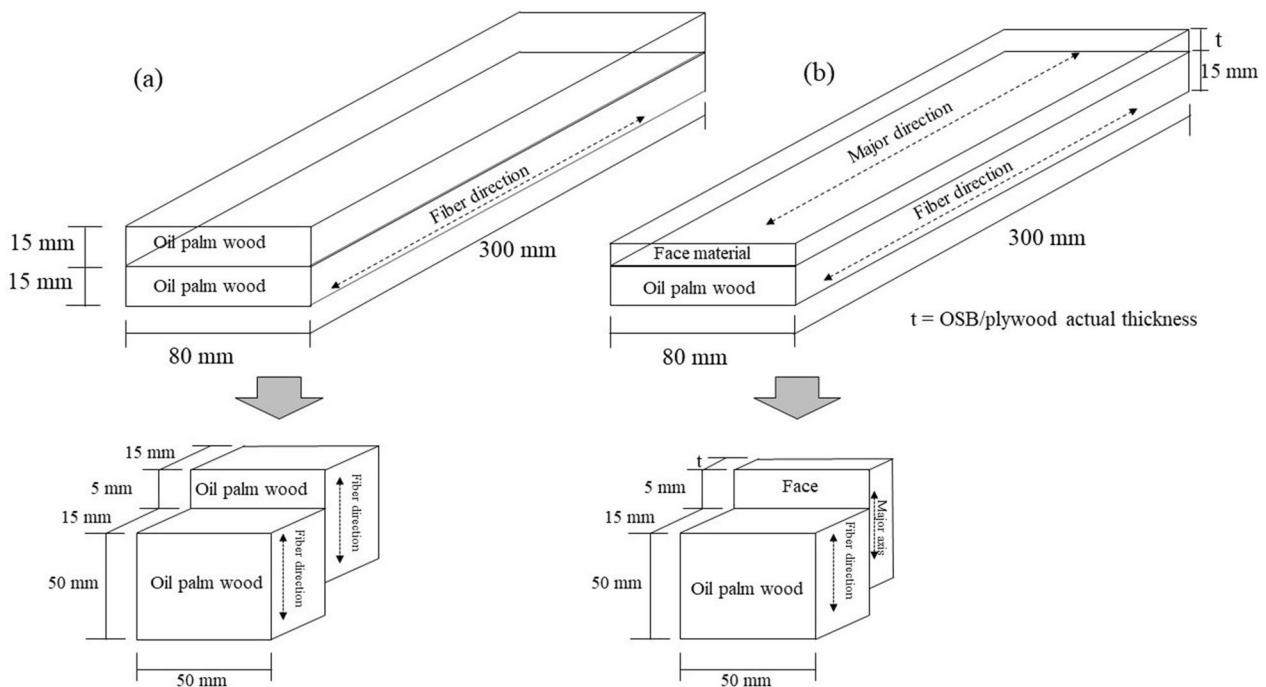 (a)
15 mm
15 mm
Oil palm wood
Oil palm wood
Fiber direction
300 mm
80 mm
(b)
t
15 mm
Major direction
Fiber direction
300 mm
Face material
Oil palm wood
80 mm
t = OSB/plywood actual thickness
15 mm
5 mm
15 mm
50 mm
Oil palm wood
Fiber direction
Oil palm wood
Fiber direction
50 mm
t
5 mm
15 mm
50 mm
Face
Major axis
Oil palm wood
Fiber direction
50 mm